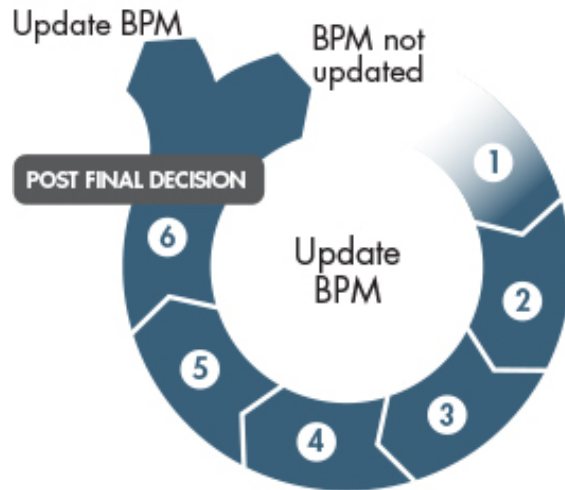 Update BPM
BPM not
updated
POST FINAL DECISION
1
2
3
4
5
6
Update
BPM